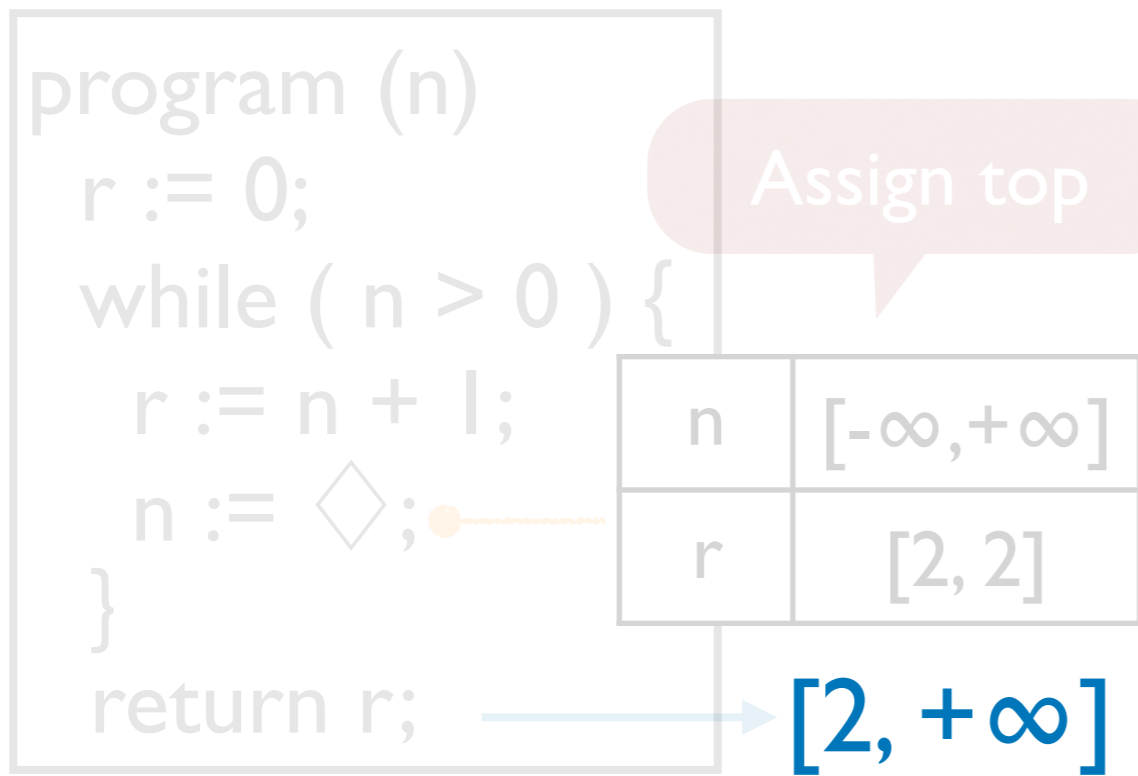 program (n)
r := 0;
Assign top
while ( n > 0 ) {
r := n + 1;
n [-∞,+∞]
n := ◇;
r [2, 2]
}
return r;
[2, +∞]